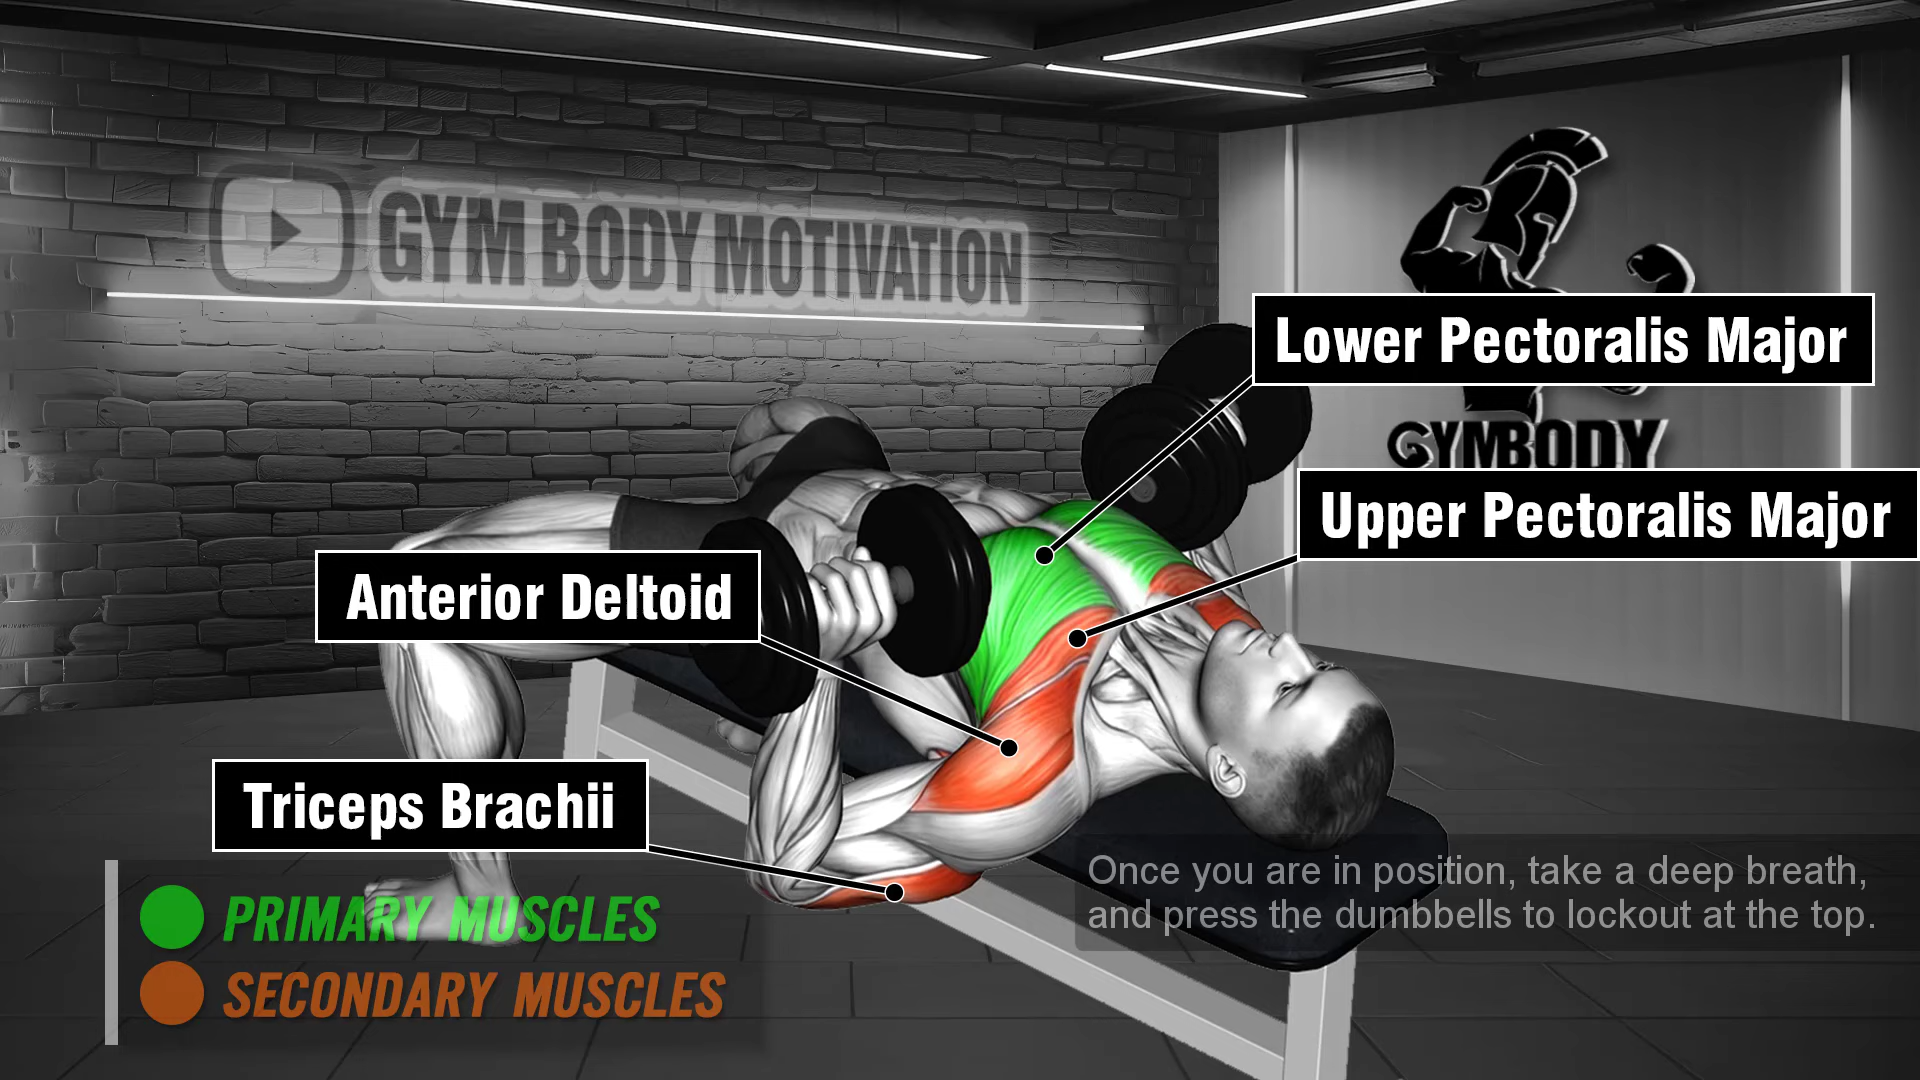 GYM BODY MOTIVATION
Lower Pectoralis Major
GYMBODY
Upper Pectoralis Major
Anterior Deltoid
Triceps Brachii
Once you are in position, take a deep breath,
and press the dumbbells to lockout at the top.
PRIMARY MUSCLES
SECONDARY MUSCLES